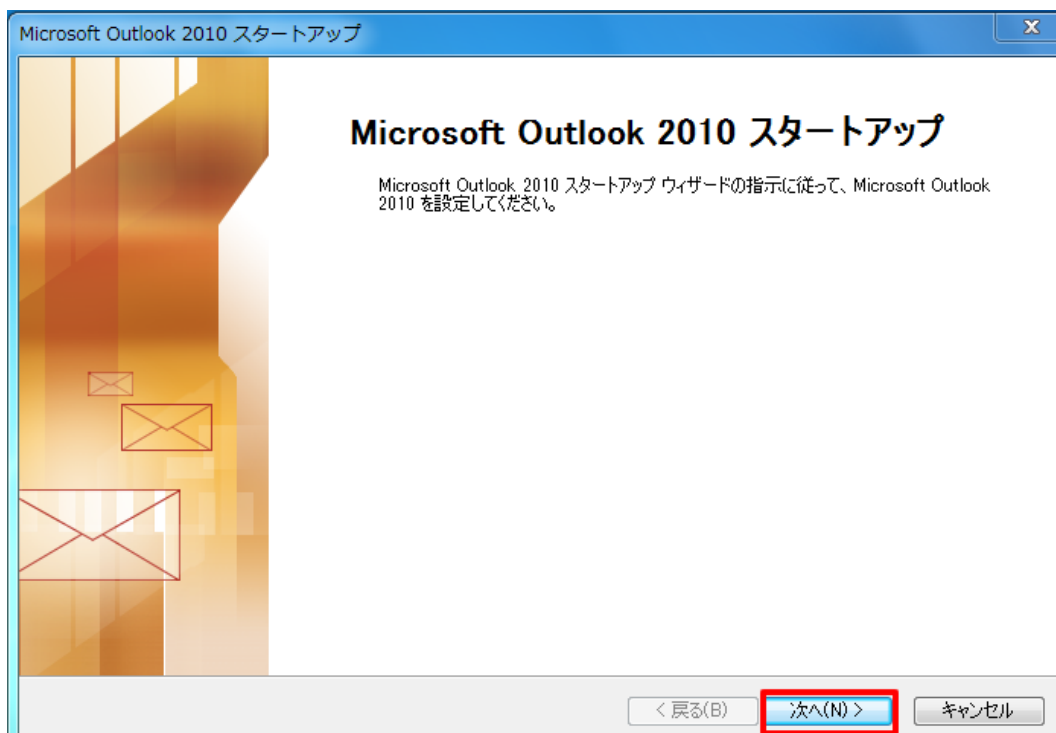 Microsoft Outlook 2010 スタートアップ
Microsoft Outlook 2010 スタートアップ
Microsoft Outlook 2010 スタートアップ ウィザードの指示に従って、Microsoft Outlook
2010 を設定してください。
< 戻る(B)
次へ(N) >
キャンセル